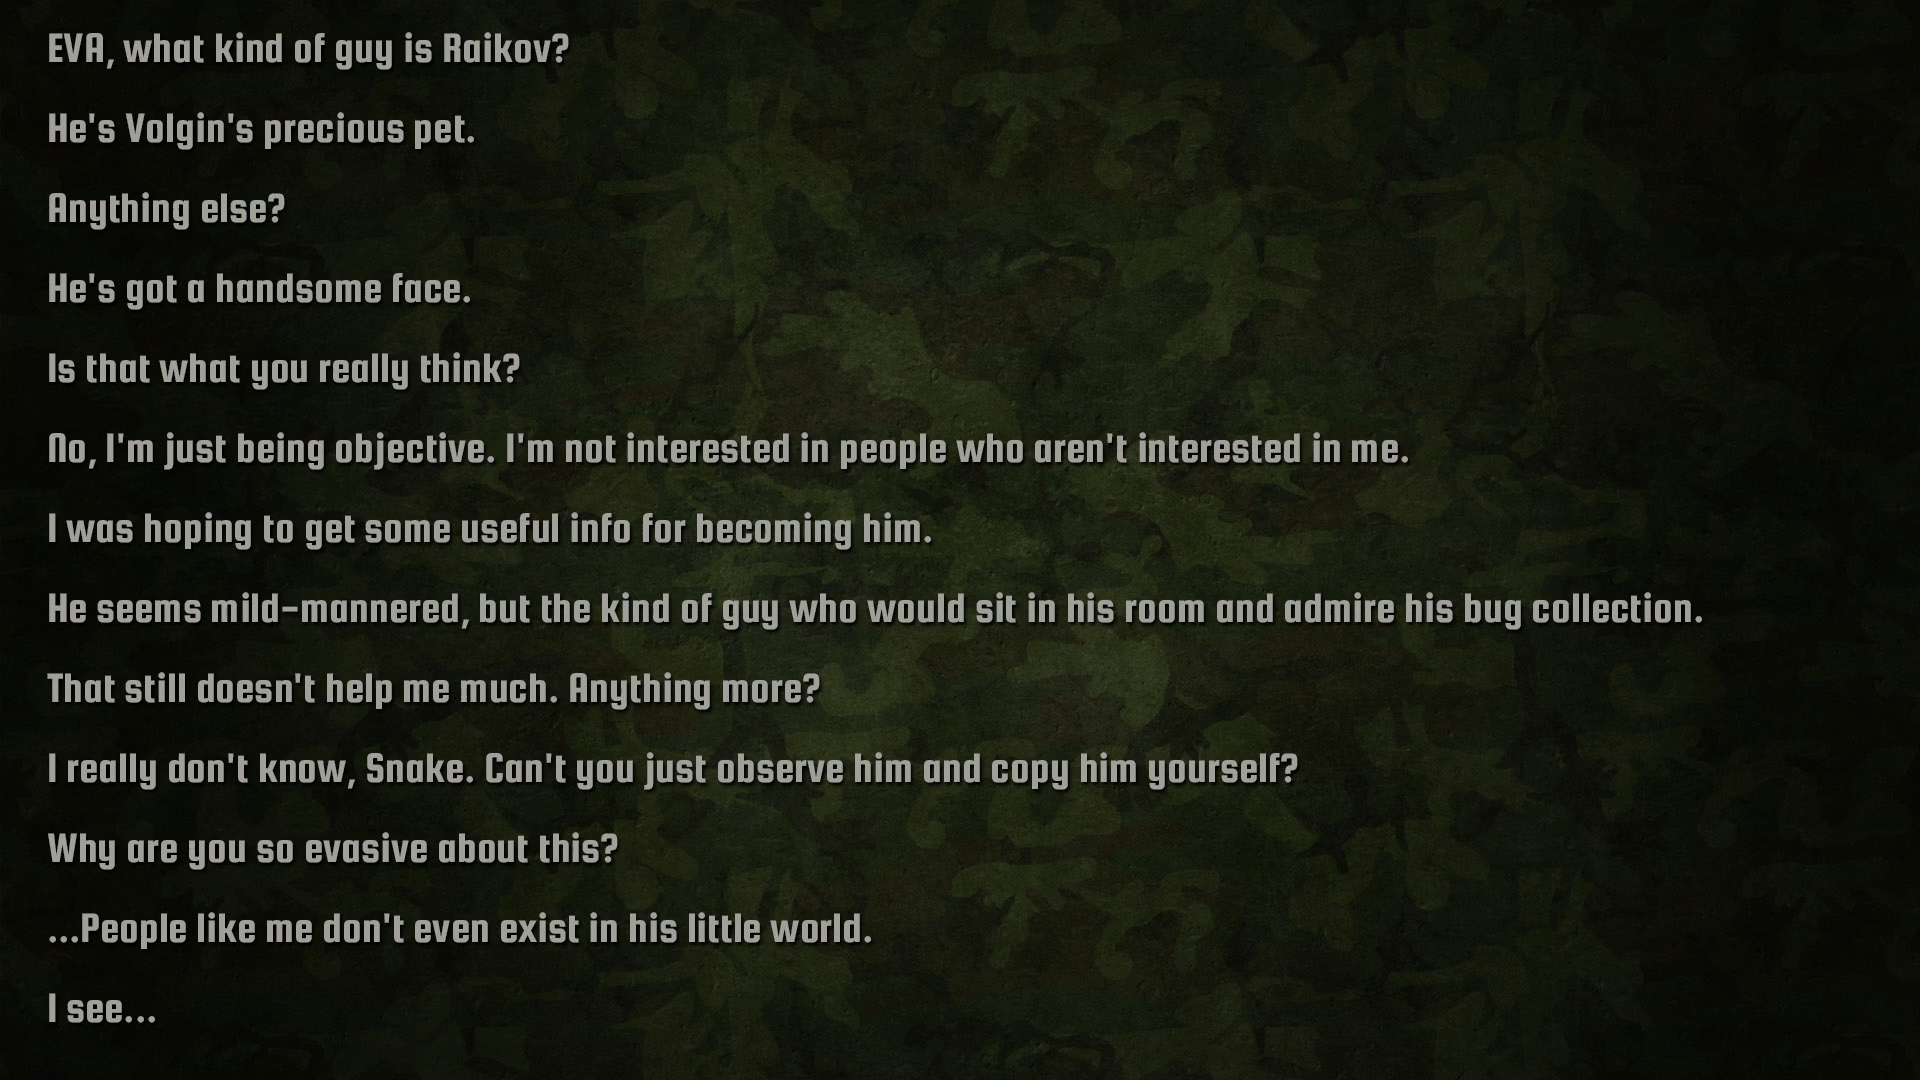 EVA, what kind of guy is Raikov?
He's Volgin's precious pet.
Anything else?
He's got a handsome face.
Is that what you really think?
No, I'm just being objective. I'm not interested in people who aren't interested in me.
I was hoping to get some useful info for becoming him.
He seems mild-mannered, but the kind of guy who would sit in his room and admire his bug collection.
That still doesn't help me much. Anything more?
I really don't know, Snake. Can't you just observe him and copy him yourself?
Why are you so evasive about this?
...People like me don't even exist in his little world.
I see...